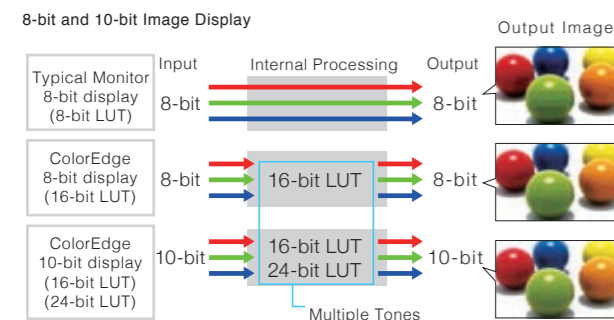 8-bit and 10-bit Image Display
Output Image
Input
Internal Processing
Output
Typical Monitor
8-bit display
(8-bit LUT)
8-bit
8-bit
ColorEdge
8-bit display
(16-bit LUT)
8-bit
16-bit LUT
8-bit
ColorEdge
10-bit display
(16-bit LUT)
(24-bit LUT)
10-bit
16-bit LUT
24-bit LUT
10-bit
Multiple Tones